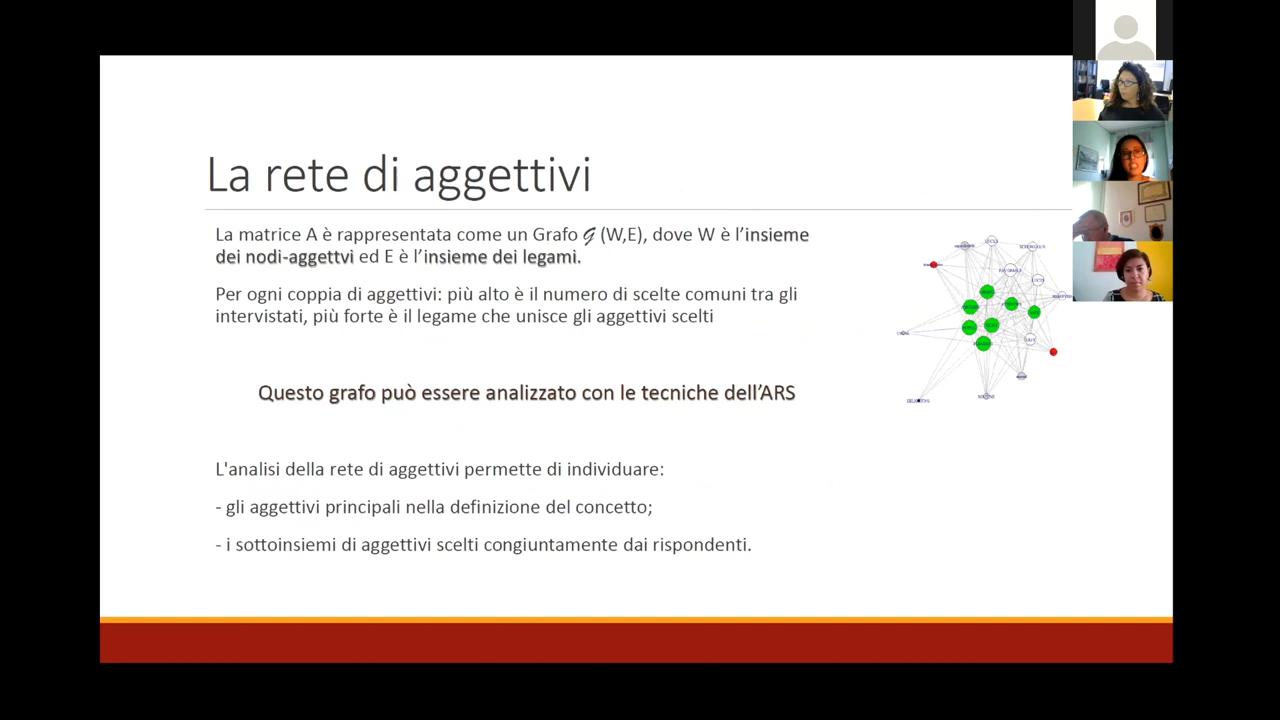 La rete di aggettivi
La matrice A è rappresentata come un Grafo 𝒢 (W,E), dove W è l’insieme
dei nodi-aggettvi ed E è l’insieme dei legami.
Per ogni coppia di aggettivi: più alto è il numero di scelte comuni tra gli
intervistati, più forte è il legame che unisce gli aggettivi scelti
Questo grafo può essere analizzato con le tecniche dell’ARS
L'analisi della rete di aggettivi permette di individuare:
- gli aggettivi principali nella definizione del concetto;
- i sottoinsiemi di aggettivi scelti congiuntamente dai rispondenti.